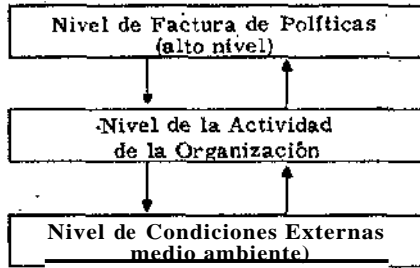 Nivel de Factura de Políticas
(alto nivel)
Nivel de la Actividad
de la Organización
Nivel de Condiciones Externas
medio ambiente)